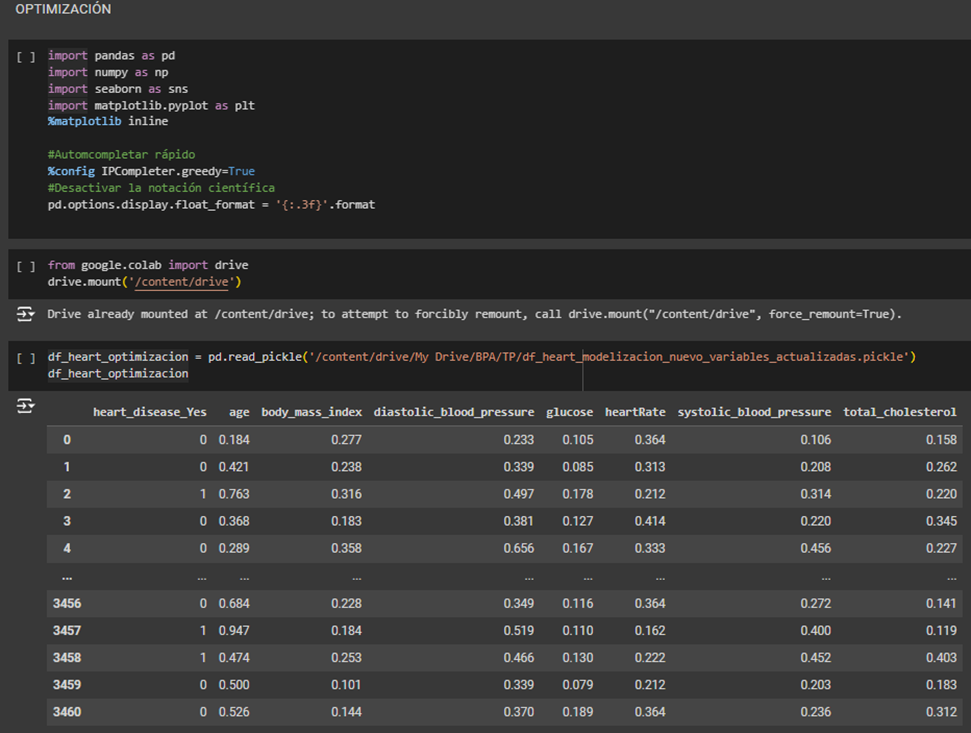 OPTIMIZACIÓN
[ ] import pandas as pd
import numpy as np
import seaborn as sns
import matplotlib.pyplot as plt
%matplotlib inline
#Automcompletar rápido
%config IPCompleter.greedy=True
#Desactivar la notación científica
pd.options.display.float_format = '{:.3f}'.format
[ ] from google.colab import drive
drive.mount('/content/drive')
Drive already mounted at /content/drive; to attempt to forcibly remount, call drive.mount("/content/drive", force_remount=True).
[ ] df_heart_optimizacion = pd.read_pickle('/content/drive/My Drive/BPA/TP/df_heart_modelizacion_nuevo_variables_actualizadas.pickle')
df_heart_optimizacion
heart_disease_Yes age body_mass_index diastolic_blood_pressure glucose heartRate systolic_blood_pressure total_cholesterol
0 0 0.184 0.277 0.233 0.105 0.364 0.106 0.158
1 0 0.421 0.238 0.339 0.085 0.313 0.208 0.262
2 1 0.763 0.316 0.497 0.178 0.212 0.314 0.220
3 0 0.368 0.183 0.381 0.127 0.414 0.220 0.345
4 0 0.289 0.358 0.656 0.167 0.333 0.456 0.227
... ... ... ... ... ... ... ... ...
3456 0 0.684 0.228 0.349 0.116 0.364 0.272 0.141
3457 1 0.947 0.184 0.519 0.110 0.162 0.400 0.119
3458 1 0.474 0.253 0.466 0.130 0.222 0.452 0.403
3459 0 0.500 0.101 0.339 0.079 0.212 0.203 0.183
3460 0 0.526 0.144 0.370 0.189 0.364 0.236 0.312